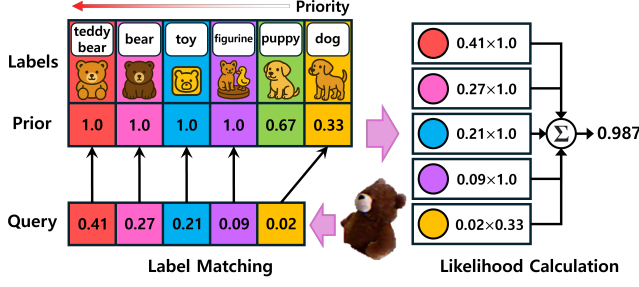 Priority
Labels
teddy
bear
bear
toy
figurine
puppy
dog
Prior
1.0
1.0
1.0
1.0
0.67
0.33
Query
0.41
0.27
0.21
0.09
0.02
Label Matching
0.41×1.0
0.27×1.0
0.21×1.0
0.09×1.0
0.02×0.33
Σ
0.987
Likelihood Calculation